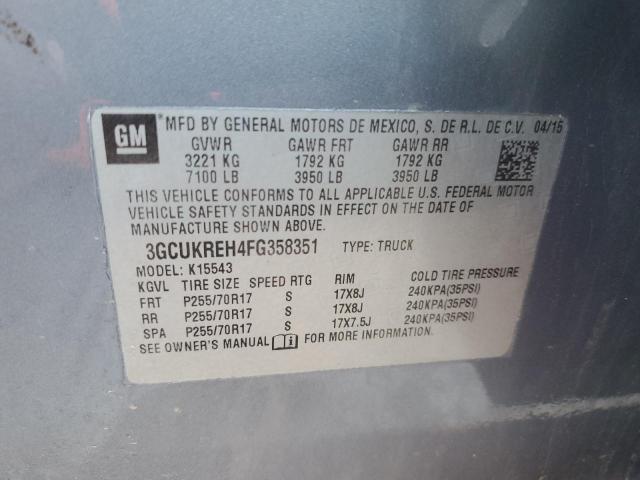 GM
MFD BY GENERAL MOTORS DE MEXICO, S. DE R.L. DE C.V. 04/15
GVWR GAWR FRT GAWR RR
3221 KG 1792 KG 1792 KG
7100 LB 3950 LB 3950 LB
THIS VEHICLE CONFORMS TO ALL APPLICABLE U.S. FEDERAL MOTOR
VEHICLE SAFETY STANDARDS IN EFFECT ON THE DATE OF
MANUFACTURE SHOWN ABOVE.
3GCUKREH4FG358351 TYPE: TRUCK
MODEL: K15543
KGVL TIRE SIZE SPEED RTG RIM COLD TIRE PRESSURE
FRT P255/70R17 S 17X8J 240KPA(35PSI)
RR P255/70R17 S 17X8J 240KPA(35PSI)
SPA P255/70R17 S 17X7.5J 240KPA(35PSI)
SEE OWNER'S MANUAL FOR MORE INFORMATION.